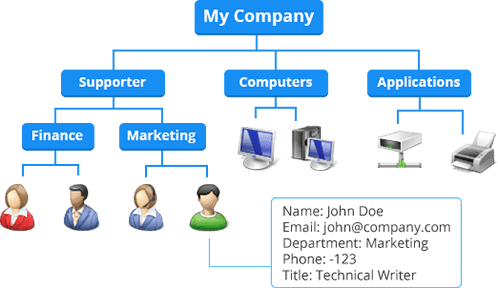 My Company
Supporter
Computers
Applications
Finance
Marketing
Name: John Doe
Email: john@company.com
Department: Marketing
Phone: -123
Title: Technical Writer